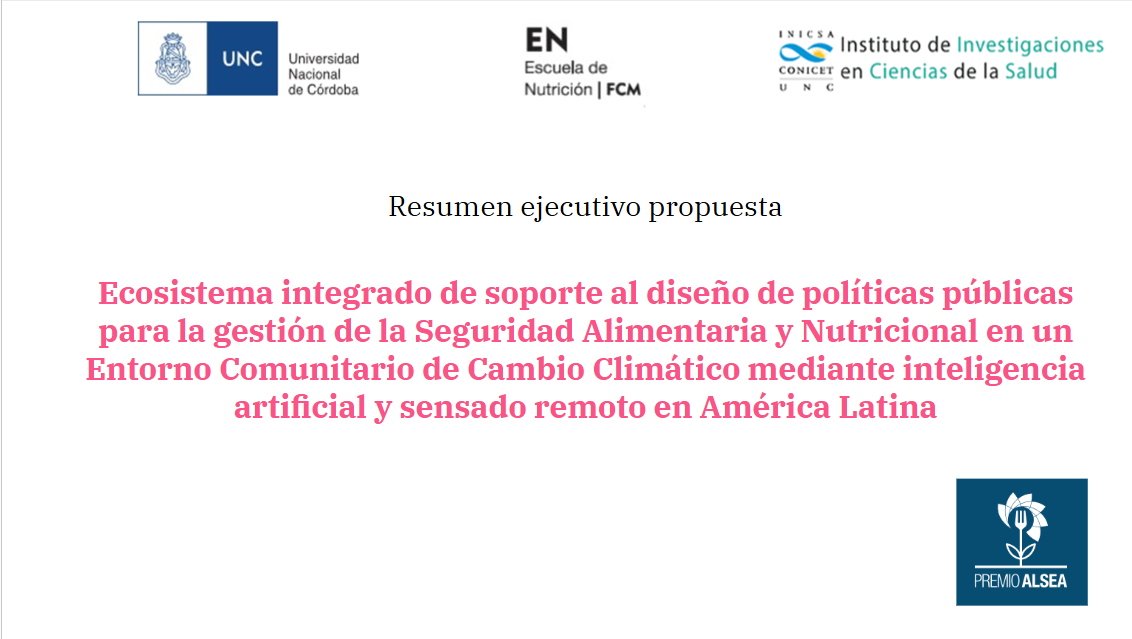 UNC
Universidad
Nacional
de Córdoba
EN
Escuela de
Nutrición | FCM
INICSA
CONICET
U N C
Instituto de Investigaciones
en Ciencias de la Salud
Resumen ejecutivo propuesta
Ecosistema integrado de soporte al diseño de políticas públicas
para la gestión de la Seguridad Alimentaria y Nutricional en un
Entorno Comunitario de Cambio Climático mediante inteligencia
artificial y sensado remoto en América Latina
PREMIO ALSEA